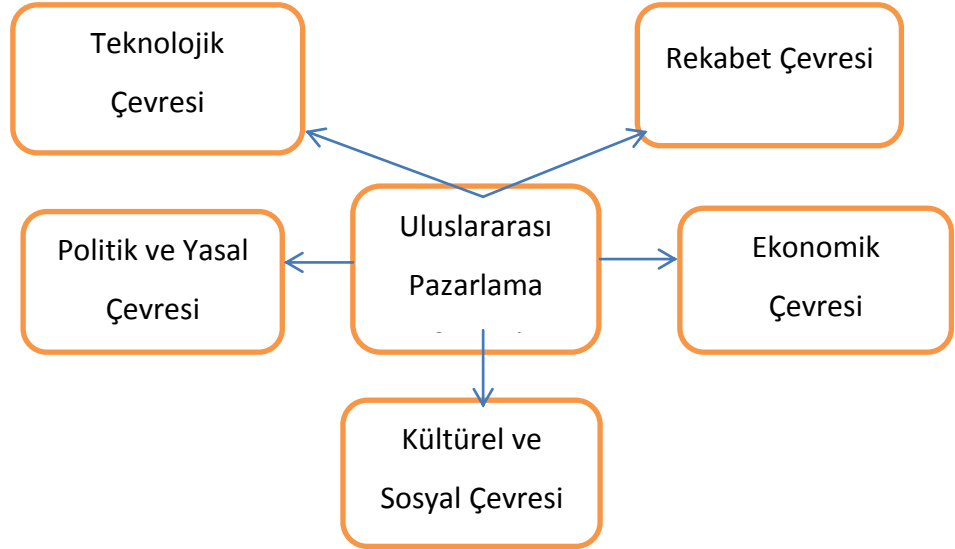 Teknolojik
Çevresi
Rekabet Çevresi
Politik ve Yasal
Çevresi
Uluslararası
Pazarlama
Ekonomik
Çevresi
Kültürel ve
Sosyal Çevresi